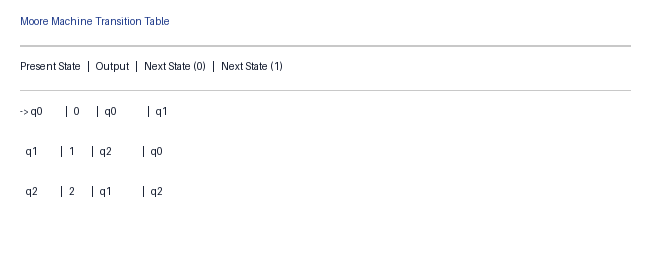 Moore Machine Transition Table
Present State | Output | Next State (0) | Next State (1)
-> q0 | 0 | q0 | q1
q1 | 1 | q2 | q0
q2 | 2 | q1 | q2